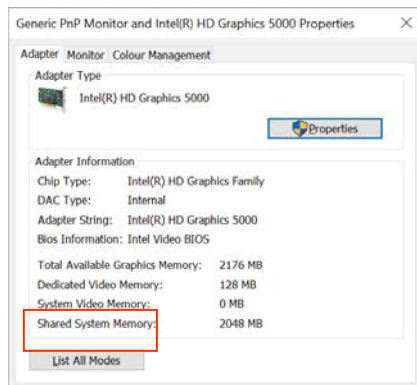 Generic PnP Monitor and Intel(R) HD Graphics 5000 Properties
Adapter Monitor Colour Management
Adapter Type
Intel(R) HD Graphics 5000
Properties
Adapter Information
Chip Type: Intel(R) HD Graphics Family
DAC Type: Internal
Adapter String: Intel(R) HD Graphics 5000
Bios Information: Intel Video BIOS
Total Available Graphics Memory: 2176 MB
Dedicated Video Memory: 128 MB
System Video Memory: 0 MB
Shared System Memory: 2048 MB
List All Modes